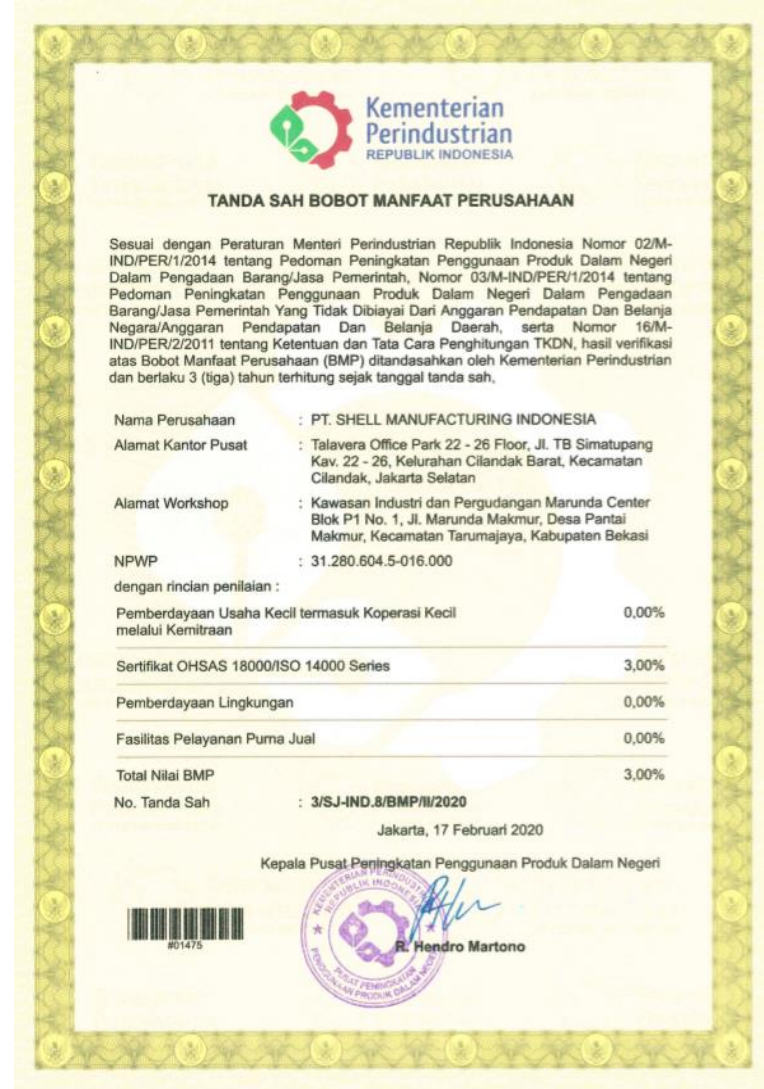 Kementerian
Perindustrian
REPUBLIK INDONESIA
TANDA SAH BOBOT MANFAAT PERUSAHAAN
Sesuai dengan Peraturan Menteri Perindustrian Republik Indonesia Nomor 02/M-
IND/PER/1/2014 tentang Pedoman Peningkatan Penggunaan Produk Dalam Negeri
Dalam Pengadaan Barang/Jasa Pemerintah, Nomor 03/M-IND/PER/1/2014 tentang
Pedoman Peningkatan Penggunaan Produk Dalam Negeri Dalam Pengadaan
Barang/Jasa Pemerintah Yang Tidak Dibiayai Dari Anggaran Pendapatan Dan Belanja
Negara/Anggaran Pendapatan Dan Belanja Daerah, serta Nomor 16/M-
IND/PER/2/2011 tentang Ketentuan dan Tata Cara Penghitungan TKDN, hasil verifikasi
atas Bobot Manfaat Perusahaan (BMP) ditandasahkan oleh Kementerian Perindustrian
dan berlaku 3 (tiga) tahun terhitung sejak tanggal tanda sah,
Nama Perusahaan : PT. SHELL MANUFACTURING INDONESIA
Alamat Kantor Pusat : Talavera Office Park 22 - 26 Floor, Jl. TB Simatupang
Kav. 22 - 26, Kelurahan Cilandak Barat, Kecamatan
Cilandak, Jakarta Selatan
Alamat Workshop : Kawasan Industri dan Pergudangan Marunda Center
Blok P1 No. 1, Jl. Marunda Makmur, Desa Pantai
Makmur, Kecamatan Tarumajaya, Kabupaten Bekasi
NPWP : 31.280.604.5-016.000
dengan rincian penilaian :
Pemberdayaan Usaha Kecil termasuk Koperasi Kecil 0,00%
melalui Kemitraan
Sertifikat OHSAS 18000/ISO 14000 Series 3,00%
Pemberdayaan Lingkungan 0,00%
Fasilitas Pelayanan Purna Jual 0,00%
Total Nilai BMP 3,00%
No. Tanda Sah : 3/SJ-IND.8/BMP/II/2020
Jakarta, 17 Februari 2020
Kepala Pusat Peningkatan Penggunaan Produk Dalam Negeri
KEMENTERIAN PERINDUSTRIAN
REPUBLIK INDONESIA
PUSAT PENINGKATAN
PENGGUNAAN PRODUK DALAM NEGERI
R. Hendro Martono
#01475